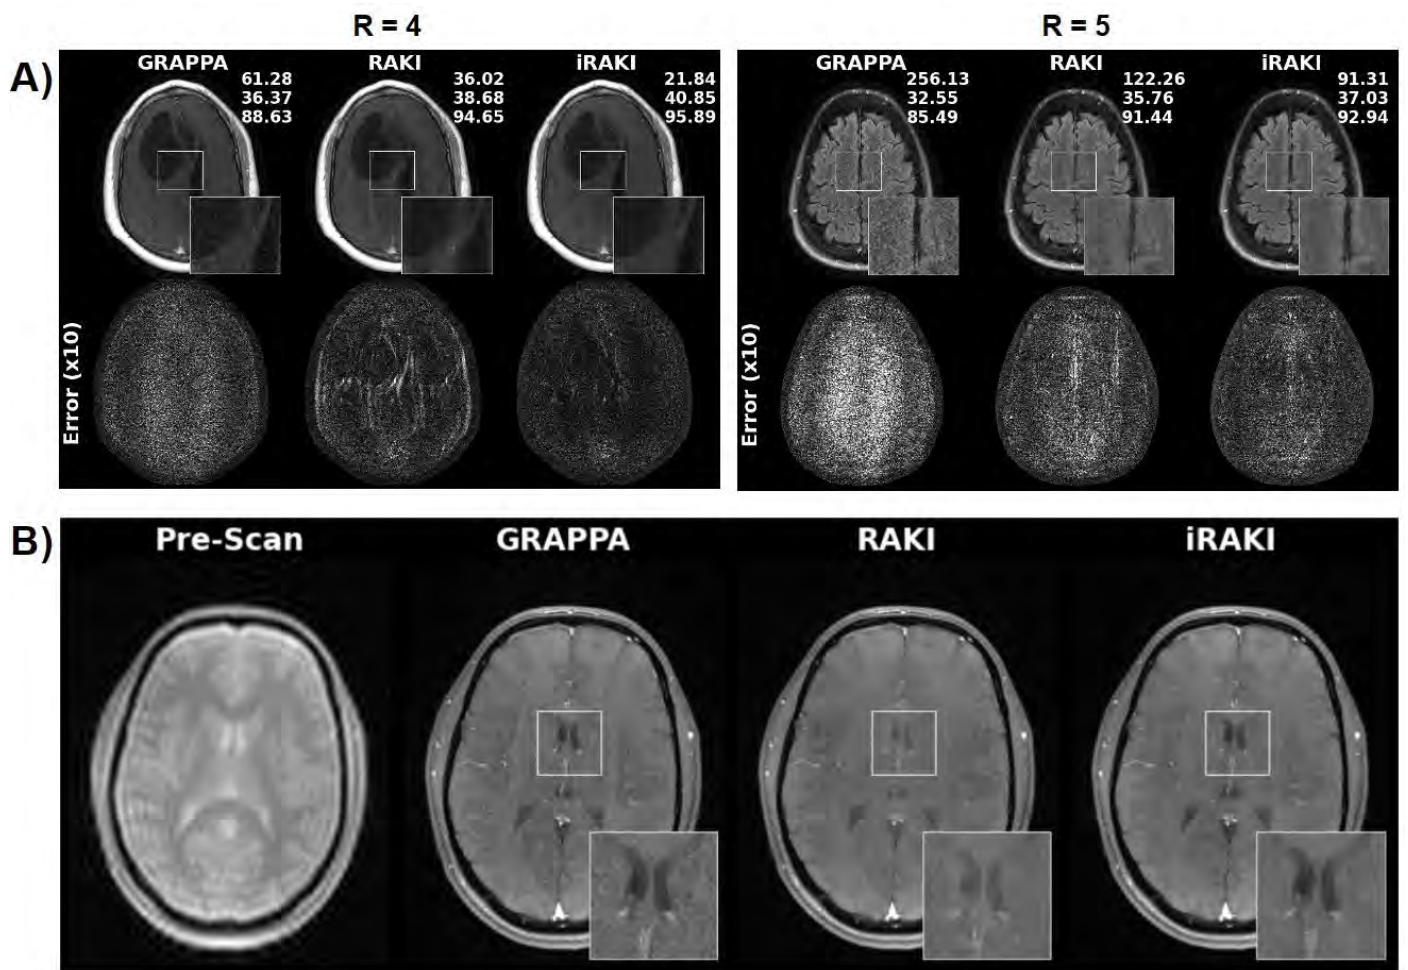 R = 4
R = 5
A)
GRAPPA
61.28
36.37
88.63
RAKI
36.02
38.68
94.65
iRAKI
21.84
40.85
95.89
GRAPPA
256.13
32.55
85.49
RAKI
122.26
35.76
91.44
iRAKI
91.31
37.03
92.94
Error (x10)
Error (x10)
B)
Pre-Scan
GRAPPA
RAKI
iRAKI